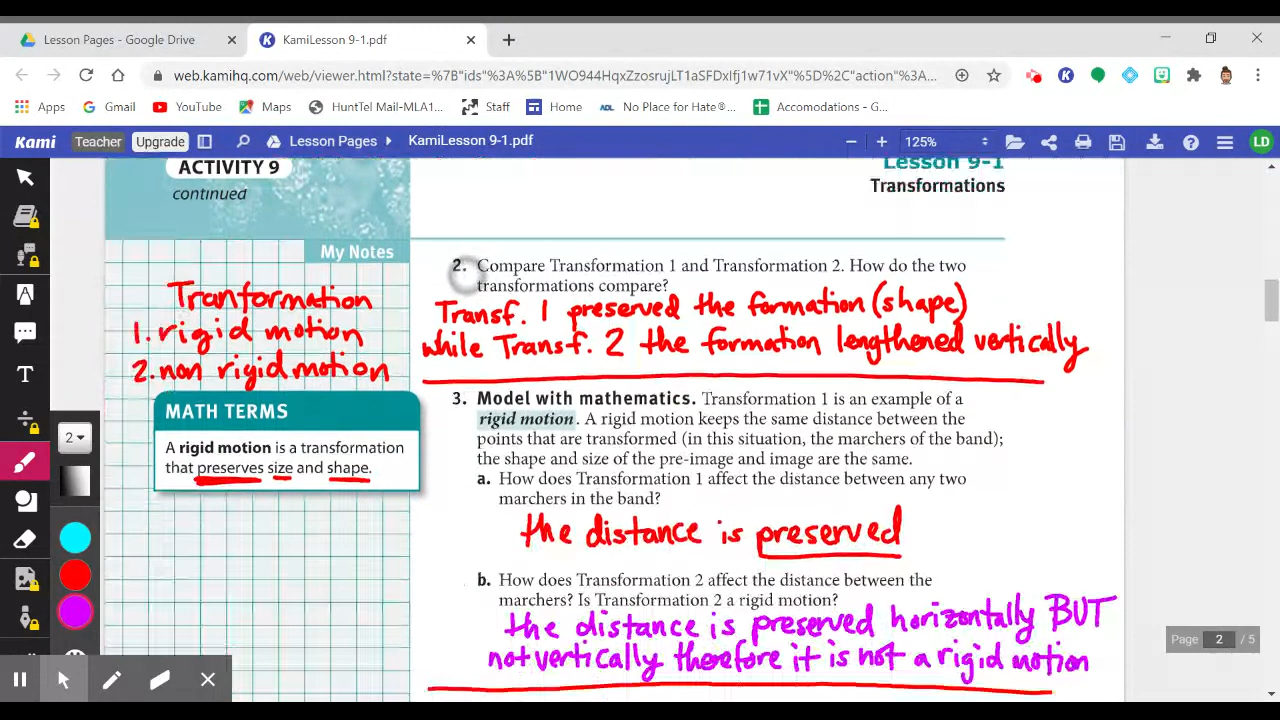 Lesson Pages - Google Drive
KamiLesson 9-1.pdf
web.kamihq.com/web/viewer.html?state=%7B"ids"%3A%5B"1WO944HqxZzosrujLT1aSFDxIfj1w71vX"%5D%2C"action"%3A...
Apps
Gmail
YouTube
Maps
HuntTel Mail-MLA1...
Staff
Home
ADL
No Place for Hate...
Accomodations - G...
Kami
Teacher
Upgrade
Lesson Pages
KamiLesson 9-1.pdf
125%
LD
ACTIVITY 9
continued
Lesson 9-1
Transformations
My Notes
Tranformation
1. rigid motion
2. non rigid motion
MATH TERMS
A rigid motion is a transformation
that preserves size and shape.
2. Compare Transformation 1 and Transformation 2. How do the two
transformations compare?
Transf. 1 preserved the formation (shape)
while Transf. 2 the formation lengthened vertically
3. Model with mathematics. Transformation 1 is an example of a
rigid motion. A rigid motion keeps the same distance between the
points that are transformed (in this situation, the marchers of the band);
the shape and size of the pre-image and image are the same.
a. How does Transformation 1 affect the distance between any two
marchers in the band?
the distance is preserved
b. How does Transformation 2 affect the distance between the
marchers? Is Transformation 2 a rigid motion?
the distance is preserved horizontally BUT
not vertically therefore it is not a rigid motion
2
Page 2 / 5